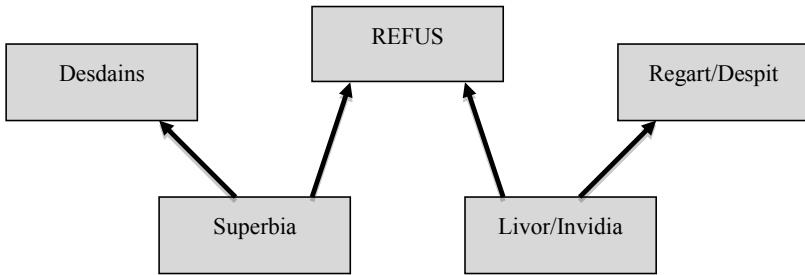 REFUS
Desdains
Regart/Despit
Superbia
Livor/Invidia